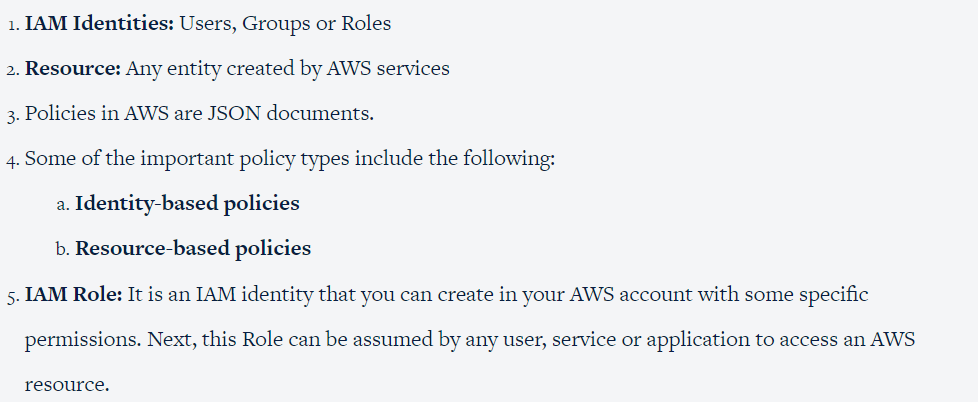 1. IAM Identities: Users, Groups or Roles
2. Resource: Any entity created by AWS services
3. Policies in AWS are JSON documents.
4. Some of the important policy types include the following:
a. Identity-based policies
b. Resource-based policies
5. IAM Role: It is an IAM identity that you can create in your AWS account with some specific
permissions. Next, this Role can be assumed by any user, service or application to access an AWS
resource.